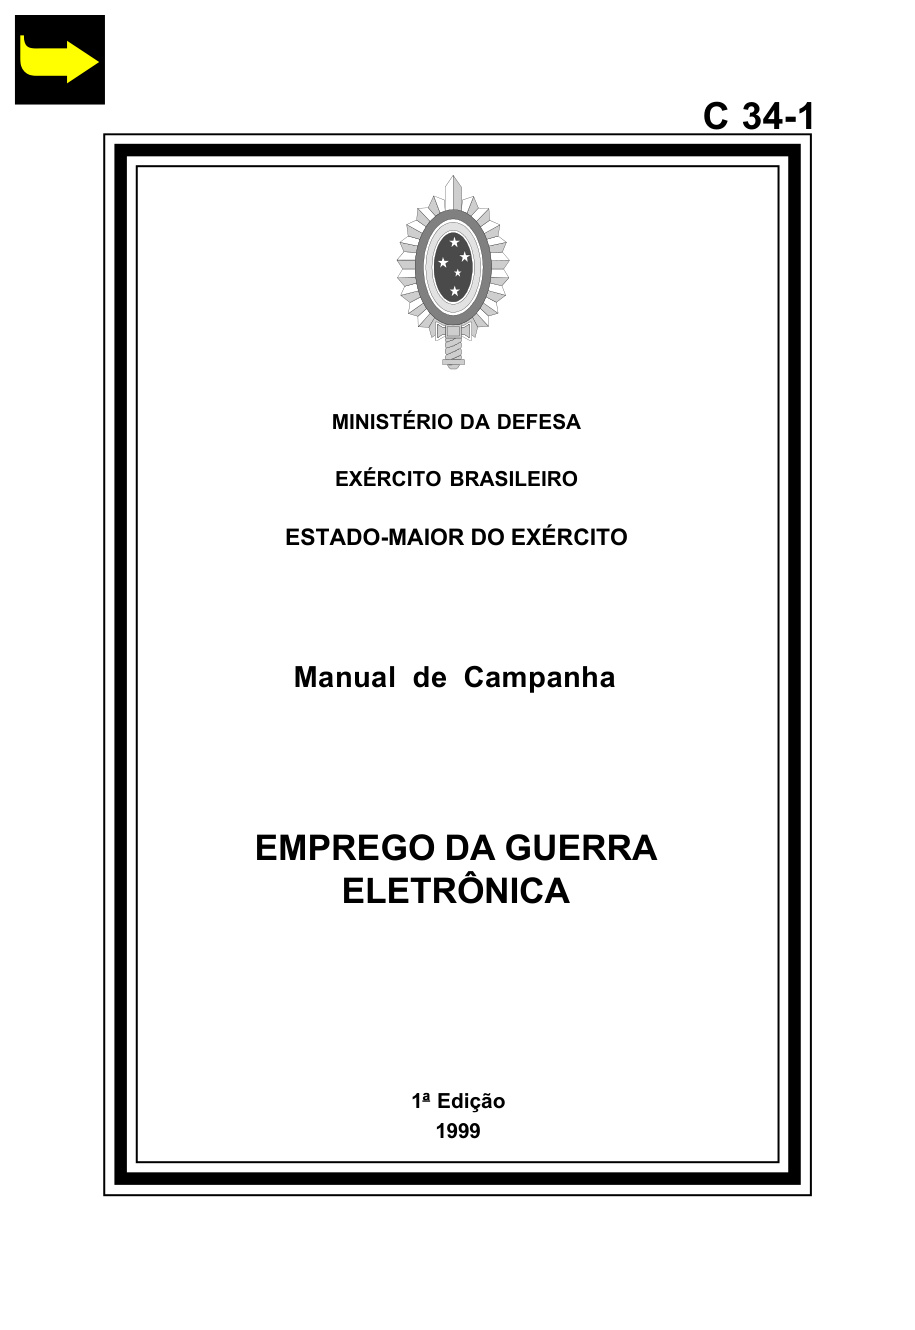 C 34-1
MINISTÉRIO DA DEFESA
EXÉRCITO BRASILEIRO
ESTADO-MAIOR DO EXÉRCITO
Manual de Campanha
EMPREGO DA GUERRA
ELETRÔNICA
1ª Edição
1999